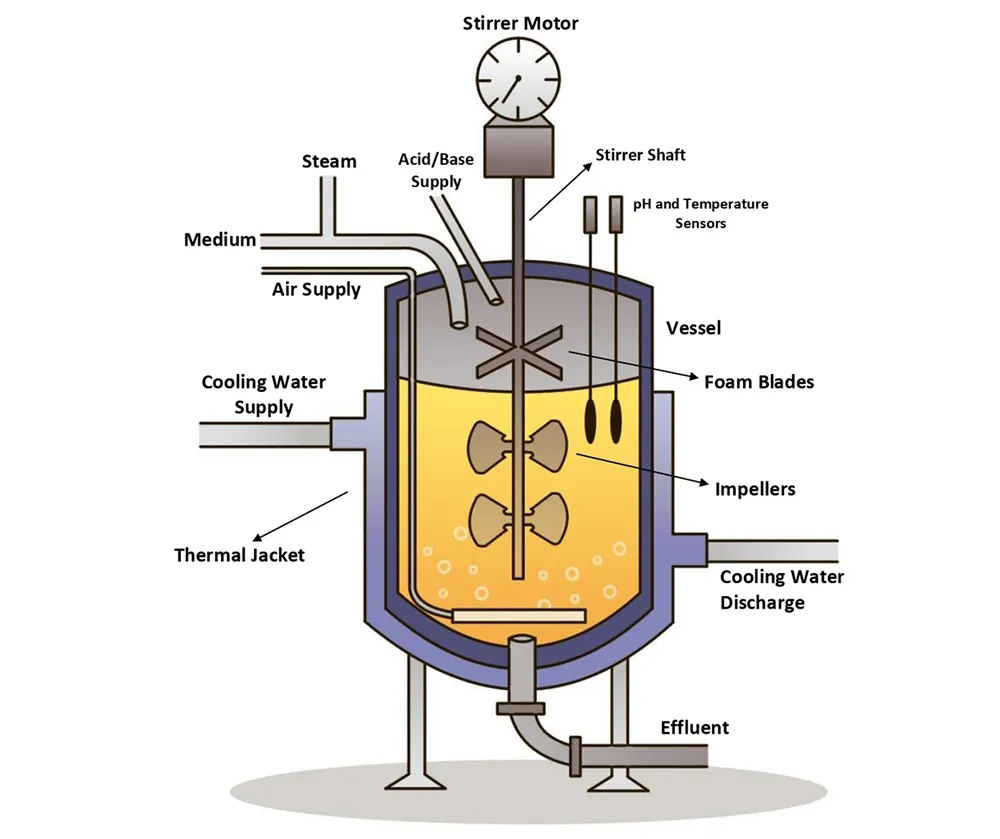 Stirrer Motor
Steam
Acid/Base
Supply
Stirrer Shaft
pH and Temperature
Sensors
Medium
Air Supply
Vessel
Cooling Water
Supply
Foam Blades
Impellers
Thermal Jacket
Cooling Water
Discharge
Effluent